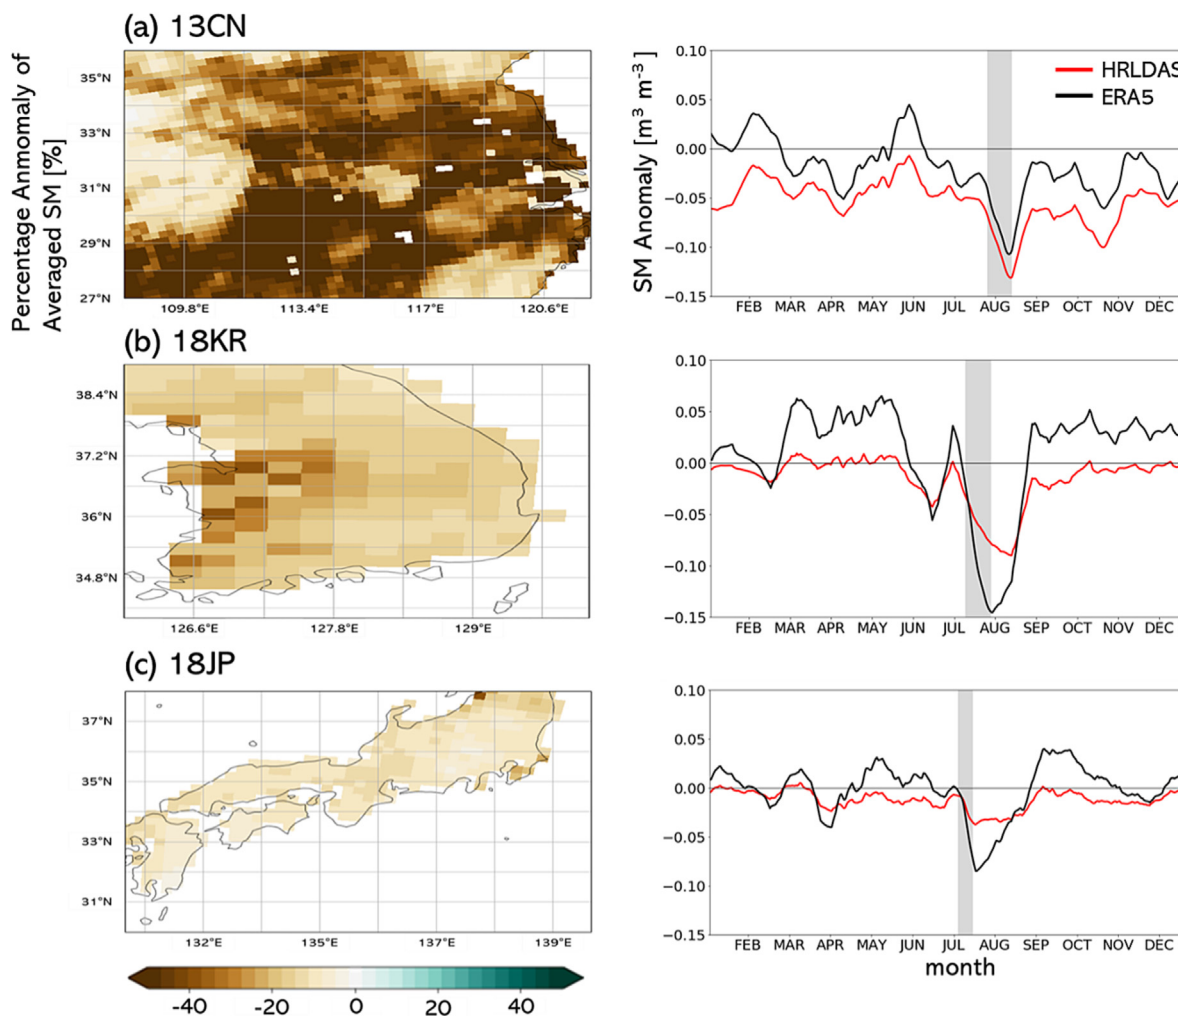 (a) 13CN
Percentage Anomaly of
Averaged SM [%]
35°N
33°N
31°N
29°N
27°N
109.8°E 113.4°E 117°E 120.6°E
SM Anomaly [m³ m⁻³]
0.10
0.05
0.00
−0.05
−0.10
−0.15
HRLDAS
ERA5
FEB MAR APR MAY JUN JUL AUG SEP OCT NOV DEC
(b) 18KR
38.4°N
37.2°N
36°N
34.8°N
126.6°E 127.8°E 129°E
0.10
0.05
0.00
−0.05
−0.10
−0.15
FEB MAR APR MAY JUN JUL AUG SEP OCT NOV DEC
(c) 18JP
37°N
35°N
33°N
31°N
132°E 135°E 137°E 139°E
0.10
0.05
0.00
−0.05
−0.10
−0.15
FEB MAR APR MAY JUN JUL AUG SEP OCT NOV DEC
month
-40 -20 0 20 40